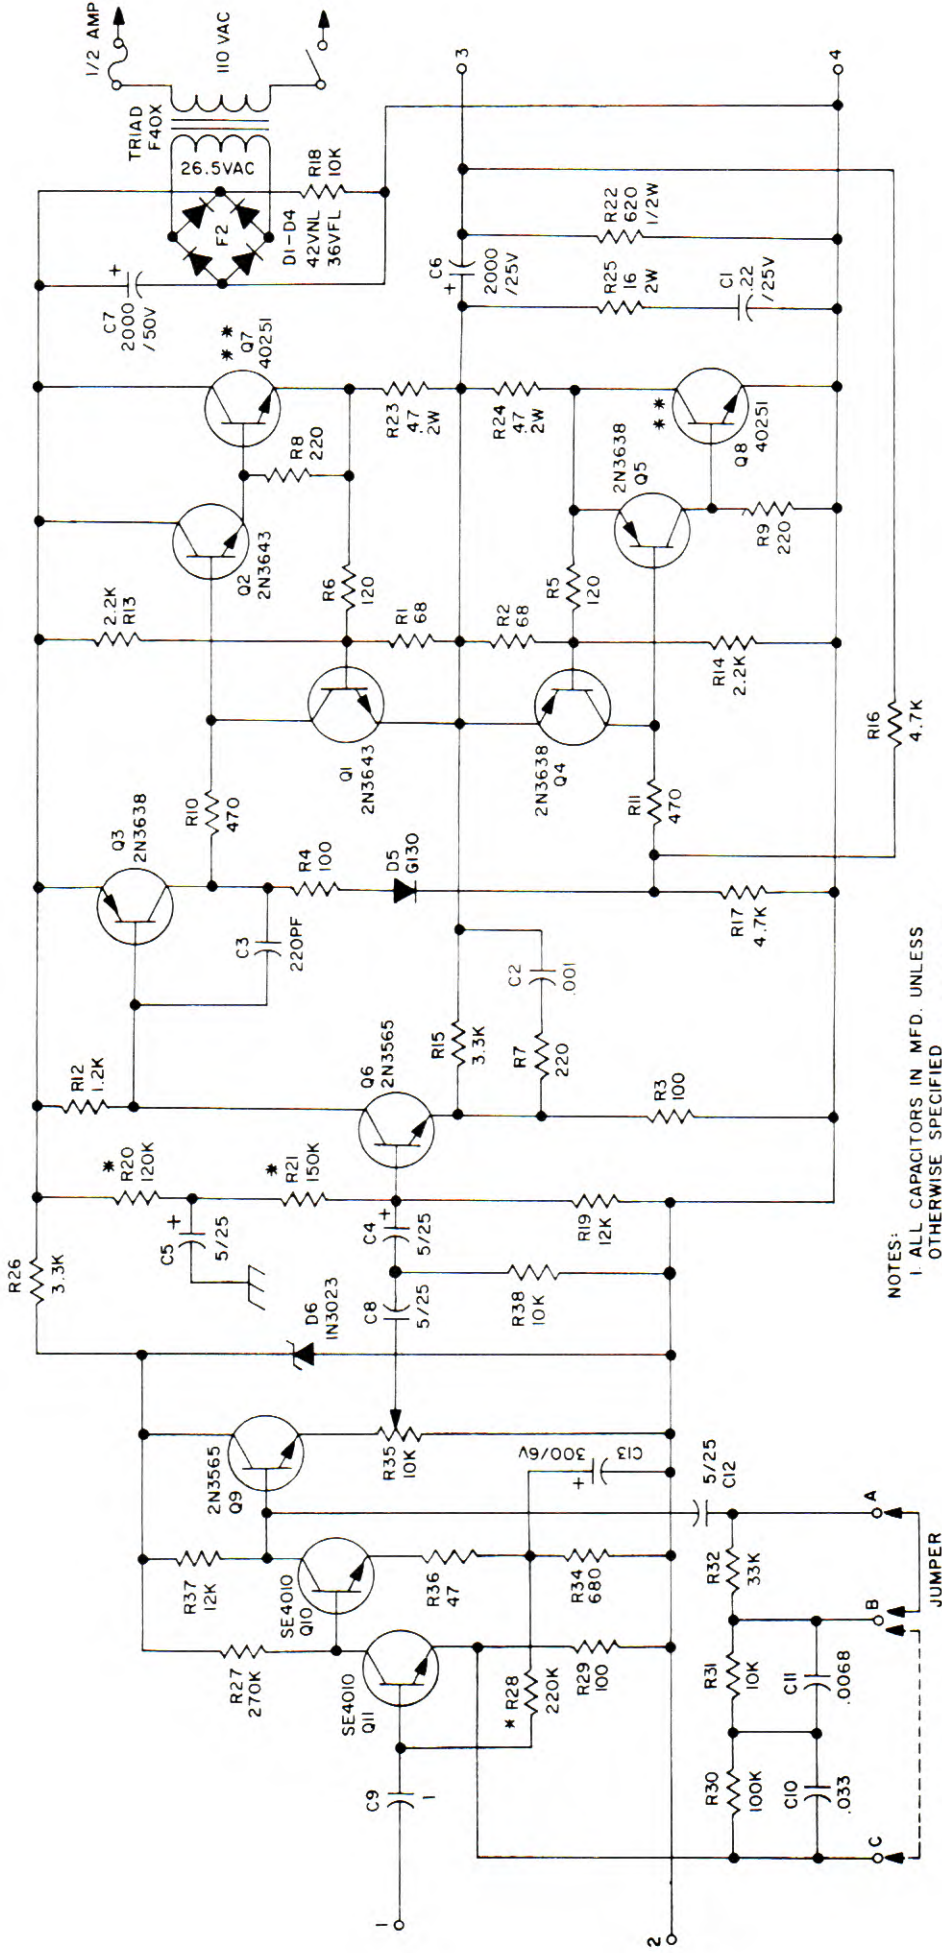 1/2 AMP
110 VAC
TRIAD
F40X
26.5VAC
R18
10K
F2
D1-D4
42VNL
36VFL
C7
2000
/50V
+
* *
Q7
40251
R8
220
R23
.47
2W
R24
.47
2W
C6
2000
/25V
+
R22
620
1/2W
R25
16
2W
C1
.22
/25V
3
4
Q2
2N3643
2.2K
R13
R6
120
R1
68
R2
68
R5
120
2N3638
Q5
* *
Q8
40251
R9
220
R14
2.2K
R16
4.7K
Q3
2N3638
R10
470
Q1
2N3643
2N3638
Q4
R11
470
C3
220PF
R4
100
D5
G130
R17
4.7K
R12
1.2K
Q6
2N3565
R15
3.3K
C2
.001
R7
220
R3
100
*
R20
120K
*
R21
150K
C5
5/25
+
C4
5/25
+
R19
12K
R26
3.3K
D6
1N3023
C8
5/25
R38
10K
2N3565
Q9
R35
10K
C13
300/6V
+
5/25
C12
R37
12K
SE4010
Q10
R36
47
R34
680
R27
270K
SE4010
Q11
* R28
220K
R29
100
C9
1
R32
33K
R31
10K
C11
.0068
R30
100K
C10
.033
A
B
C
JUMPER
1
2
NOTES:
1. ALL CAPACITORS IN MFD. UNLESS
OTHERWISE SPECIFIED